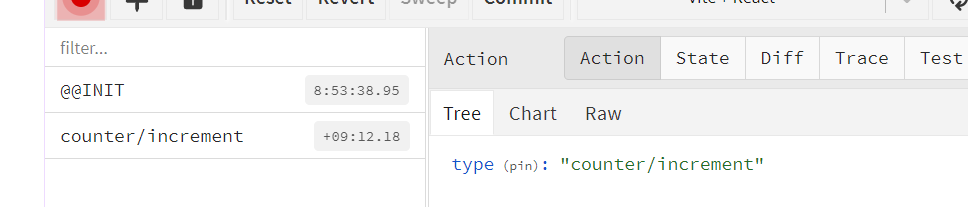 Reset Revert Sweep Commit Vite + React
filter...
Action Action State Diff Trace Test
@@INIT 8:53:38.95
Tree Chart Raw
counter/increment +09:12.18
type (pin): "counter/increment"